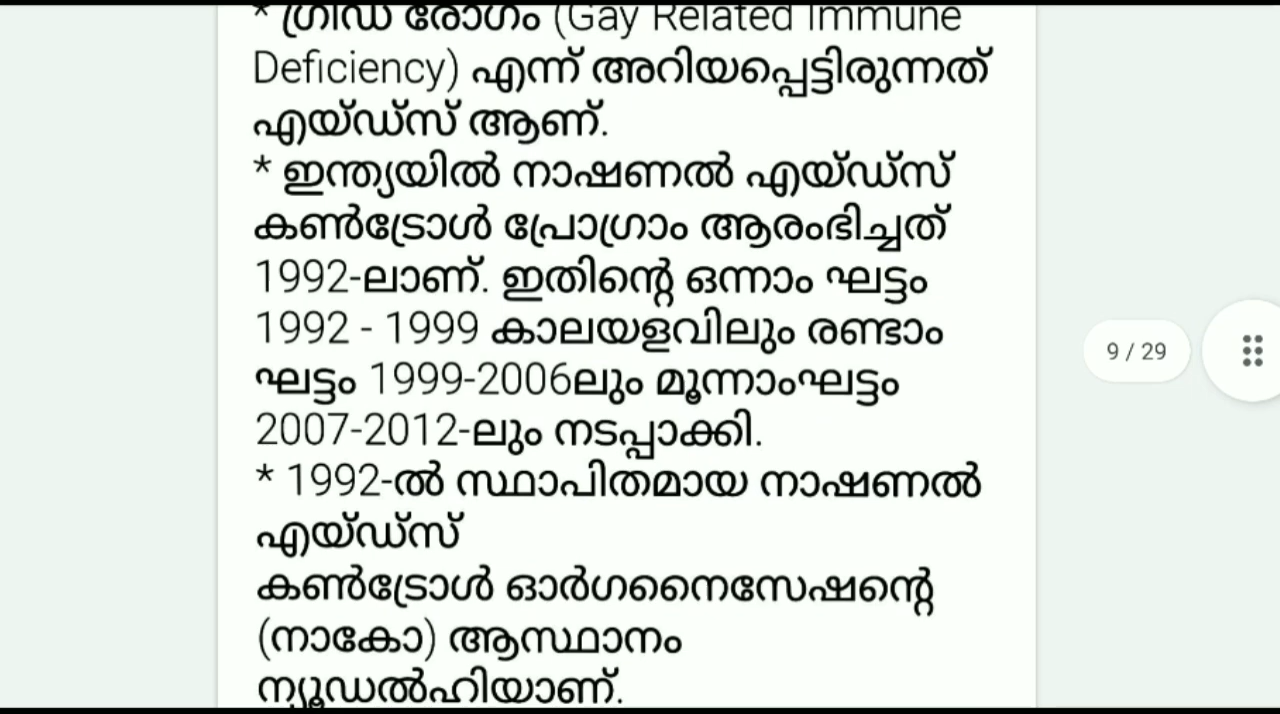 * ഗ്രിഡ് രോഗം (Gay Related Immune
Deficiency) എന്ന് അറിയപ്പെട്ടിരുന്നത്
എയ്ഡ്സ് ആണ്.
* ഇന്ത്യയിൽ നാഷണൽ എയ്ഡ്സ്
കൺട്രോൾ പ്രോഗ്രാം ആരംഭിച്ചത്
1992-ലാണ്. ഇതിന്റെ ഒന്നാം ഘട്ടം
1992 - 1999 കാലയളവിലും രണ്ടാം
ഘട്ടം 1999-2006ലും മൂന്നാംഘട്ടം
2007-2012-ലും നടപ്പാക്കി.
* 1992-ൽ സ്ഥാപിതമായ നാഷണൽ
എയ്ഡ്സ്
കൺട്രോൾ ഓർഗനൈസേഷന്റെ
(നാകോ) ആസ്ഥാനം
ന്യൂഡൽഹിയാണ്.
9 / 29